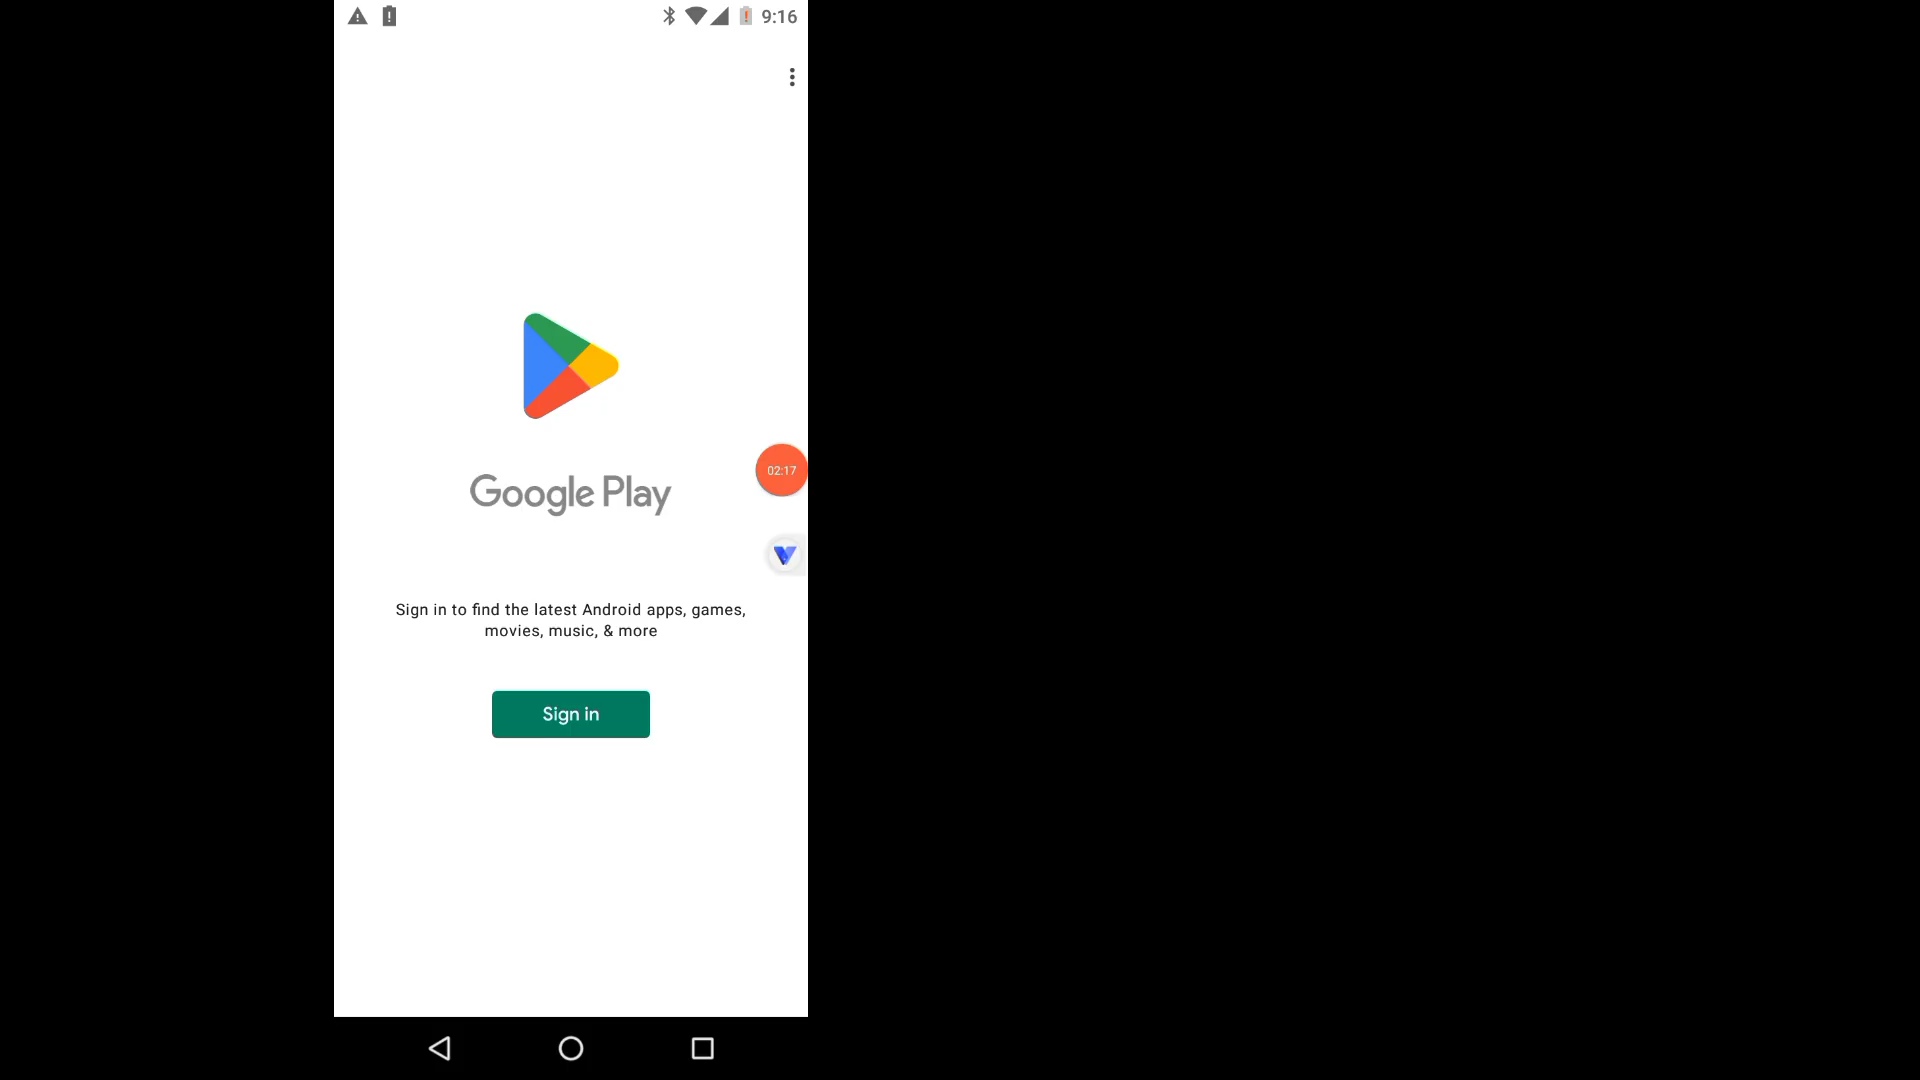 9:16
Google Play
02:17
Sign in to find the latest Android apps, games,
movies, music, & more
Sign in